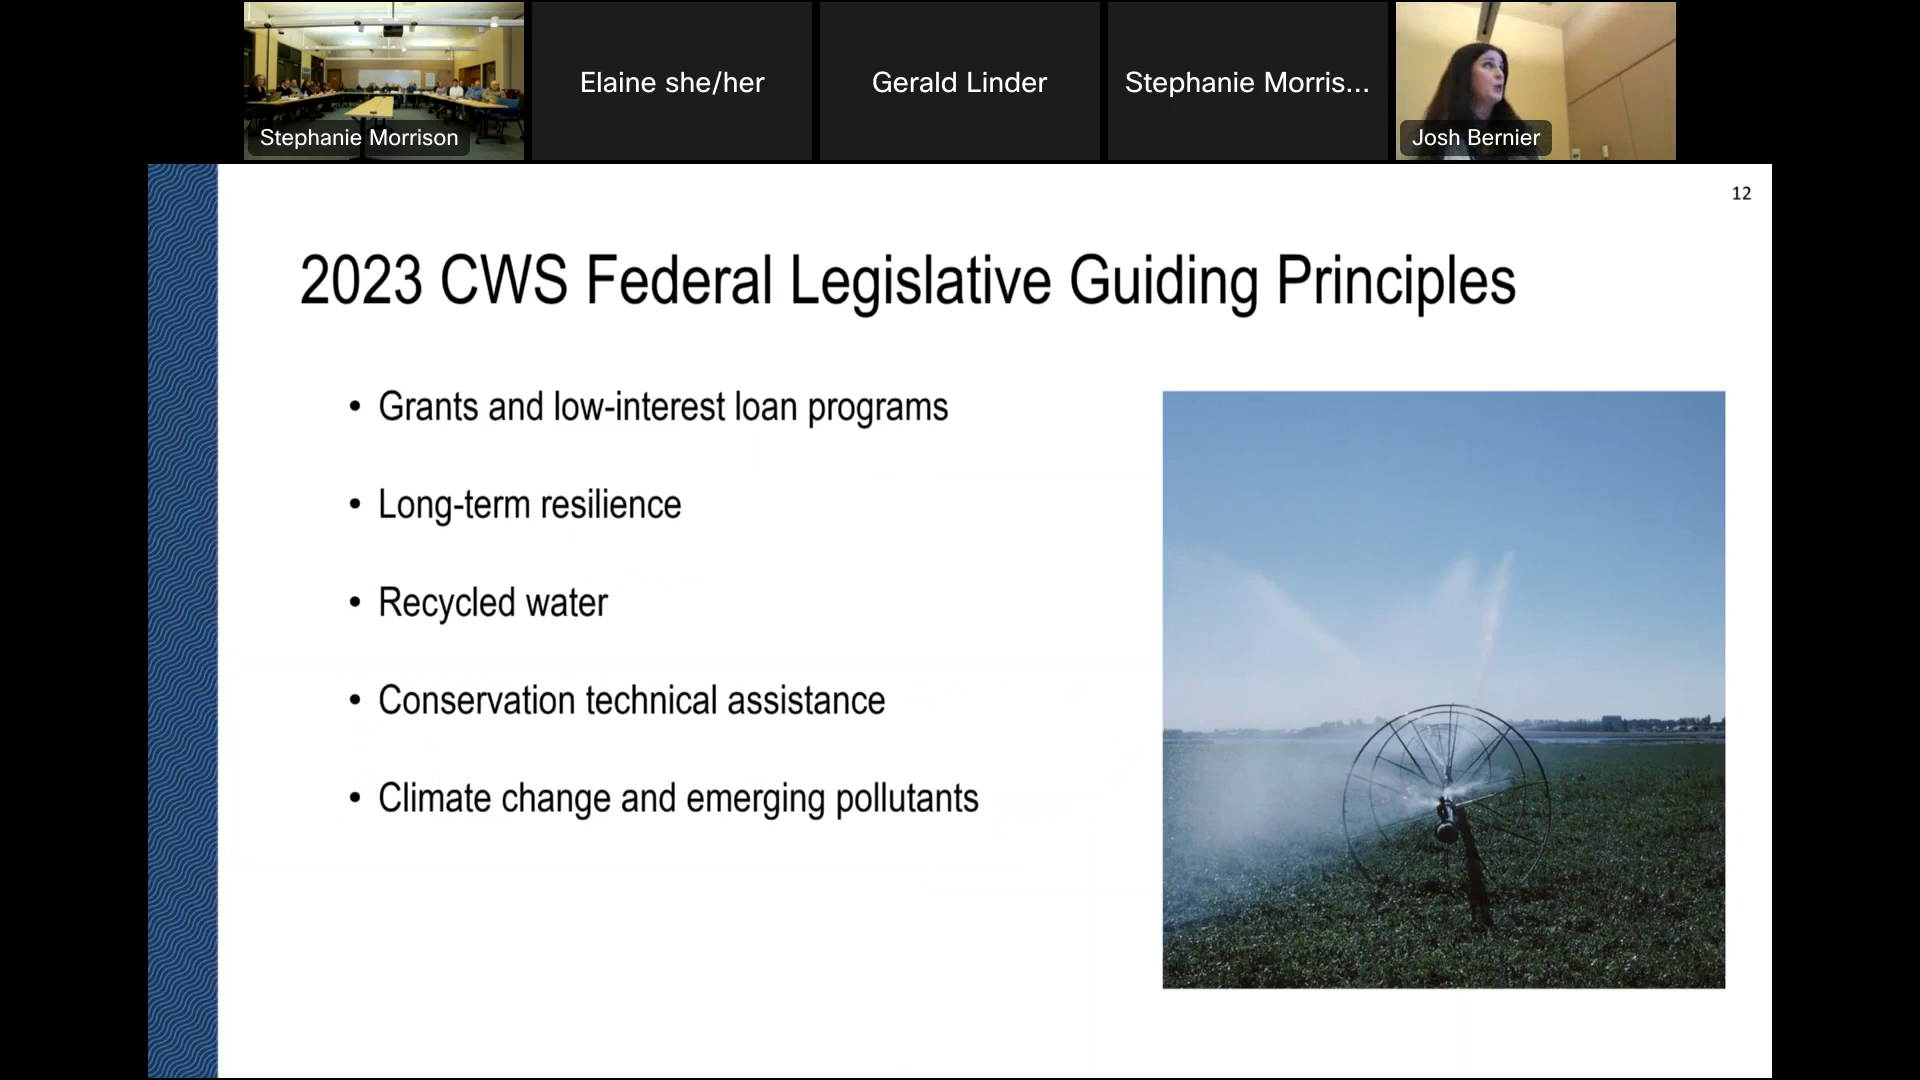 Stephanie Morrison
Elaine she/her
Gerald Linder
Stephanie Morris...
Josh Bernier
12
2023 CWS Federal Legislative Guiding Principles
• Grants and low-interest loan programs
• Long-term resilience
• Recycled water
• Conservation technical assistance
• Climate change and emerging pollutants